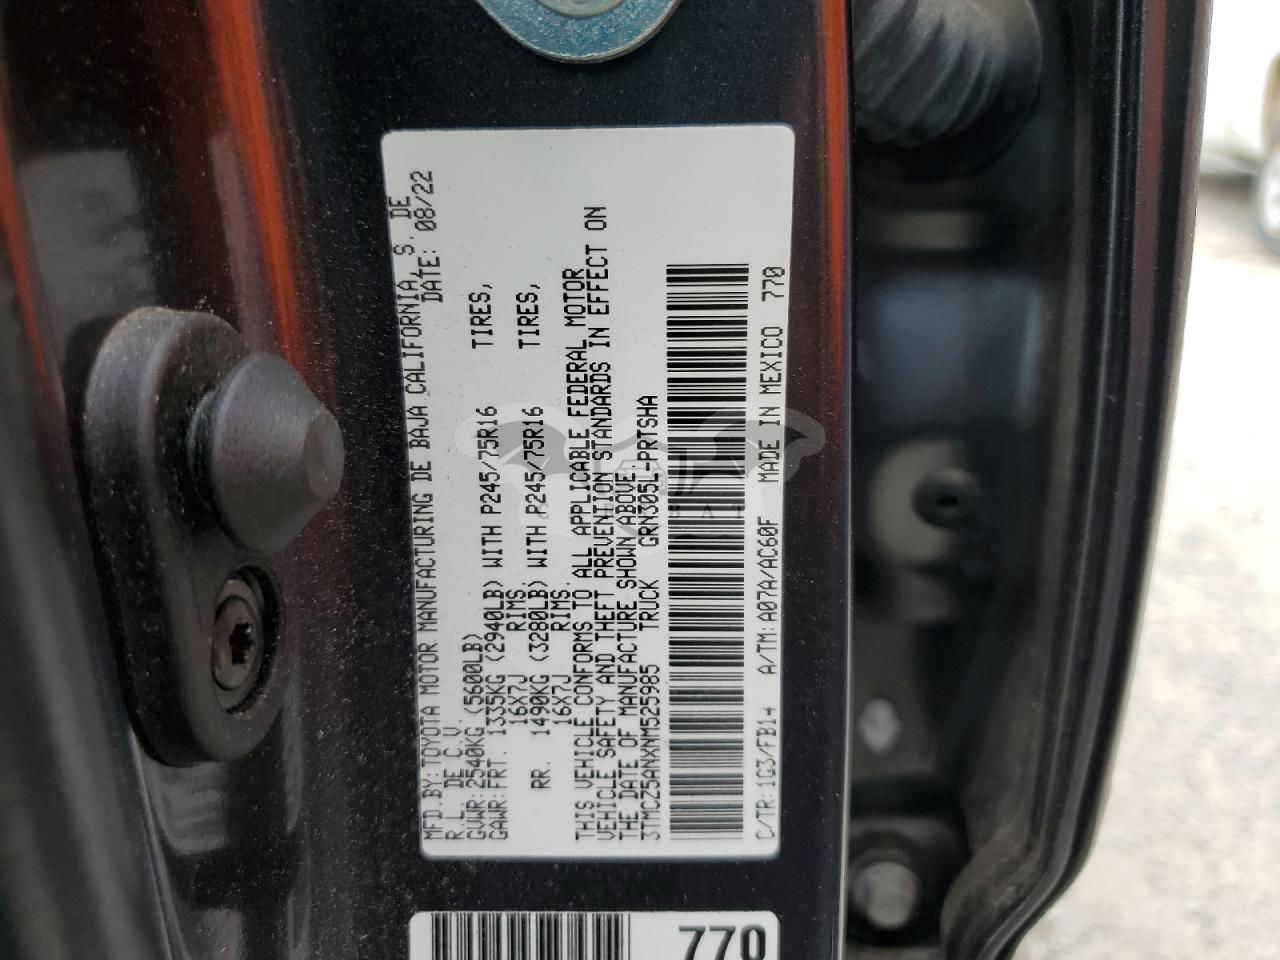 MFD.BY:TOYOTA MOTOR MANUFACTURING DE BAJA CALIFORNIA, S. DE
R.L. DE C.V. DATE: 08/22
GVWR:2540KG (5600LB)
GAWR:FRT. 1335KG (2940LB) WITH P245/75R16 TIRES,
16X7J RIMS.
RR. 1490KG (3280LB) WITH P245/75R16 TIRES,
16X7J RIMS.
THIS VEHICLE CONFORMS TO ALL APPLICABLE FEDERAL MOTOR
VEHICLE SAFETY AND THEFT PREVENTION STANDARDS IN EFFECT ON
THE DATE OF MANUFACTURE SHOWN ABOVE.
3TMCZ5ANXNM525985 TRUCK GRN305L-PRTSHA
C/TR:1G3/FB14 A/TM:A07A/AC60F MADE IN MEXICO 770
770